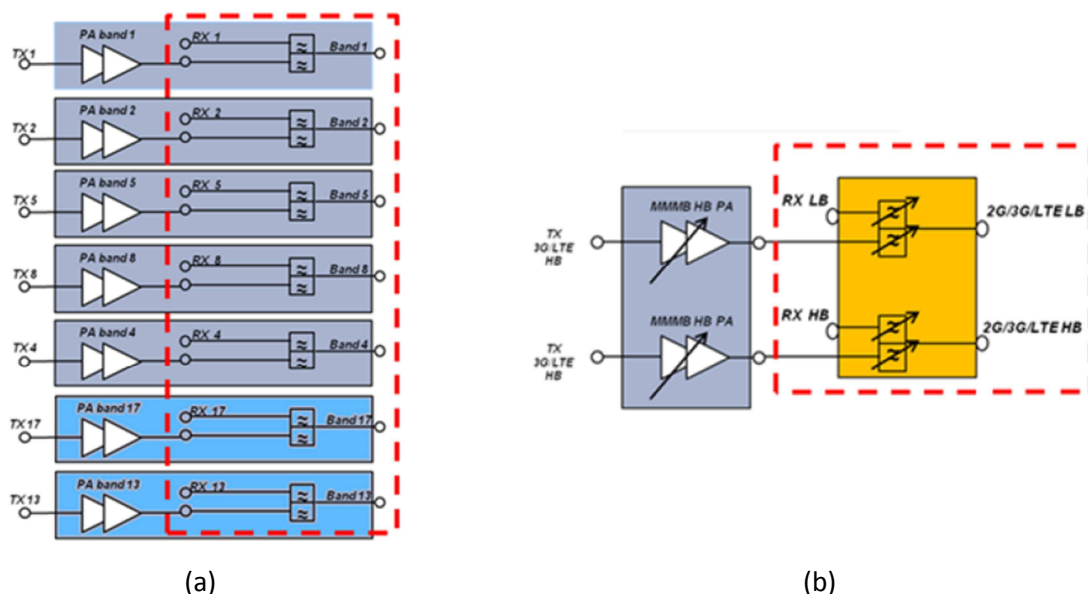 PA band 1
RX 1
TX1
Band 1
PA band 2
RX 2
TX 2
Band 2
PA band 5
RX 5
TX 5
Band 5
PA band 8
RX 8
TX 8
Band 8
PA band 4
RX 4
TX 4
Band 4
PA band 17
RX 17
TX17
Band 17
PA band 13
RX 13
TX 13
Band 13
(a)
MMMB HB PA
RX LB
2G/3G/LTE LB
TX
3G/LTE
HB
MMMB HB PA
RX HB
2G/3G/LTE HB
TX
3G/LTE
HB
(b)